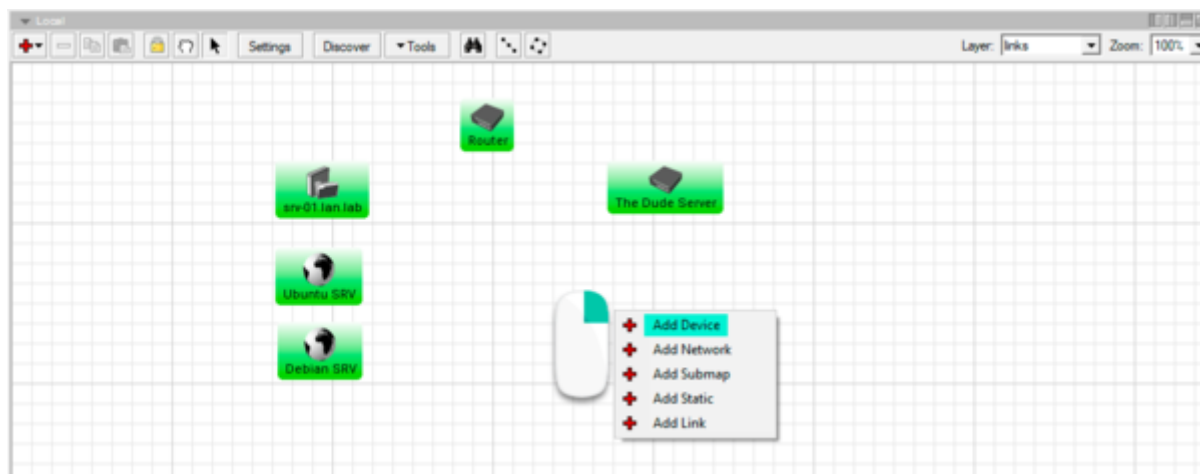 Local
Settings Discover Tools Layer: links Zoom: 100%
Router
srv-01.lan.lab
The Dude Server
Ubuntu SRV
Debian SRV
Add Device
Add Network
Add Submap
Add Static
Add Link